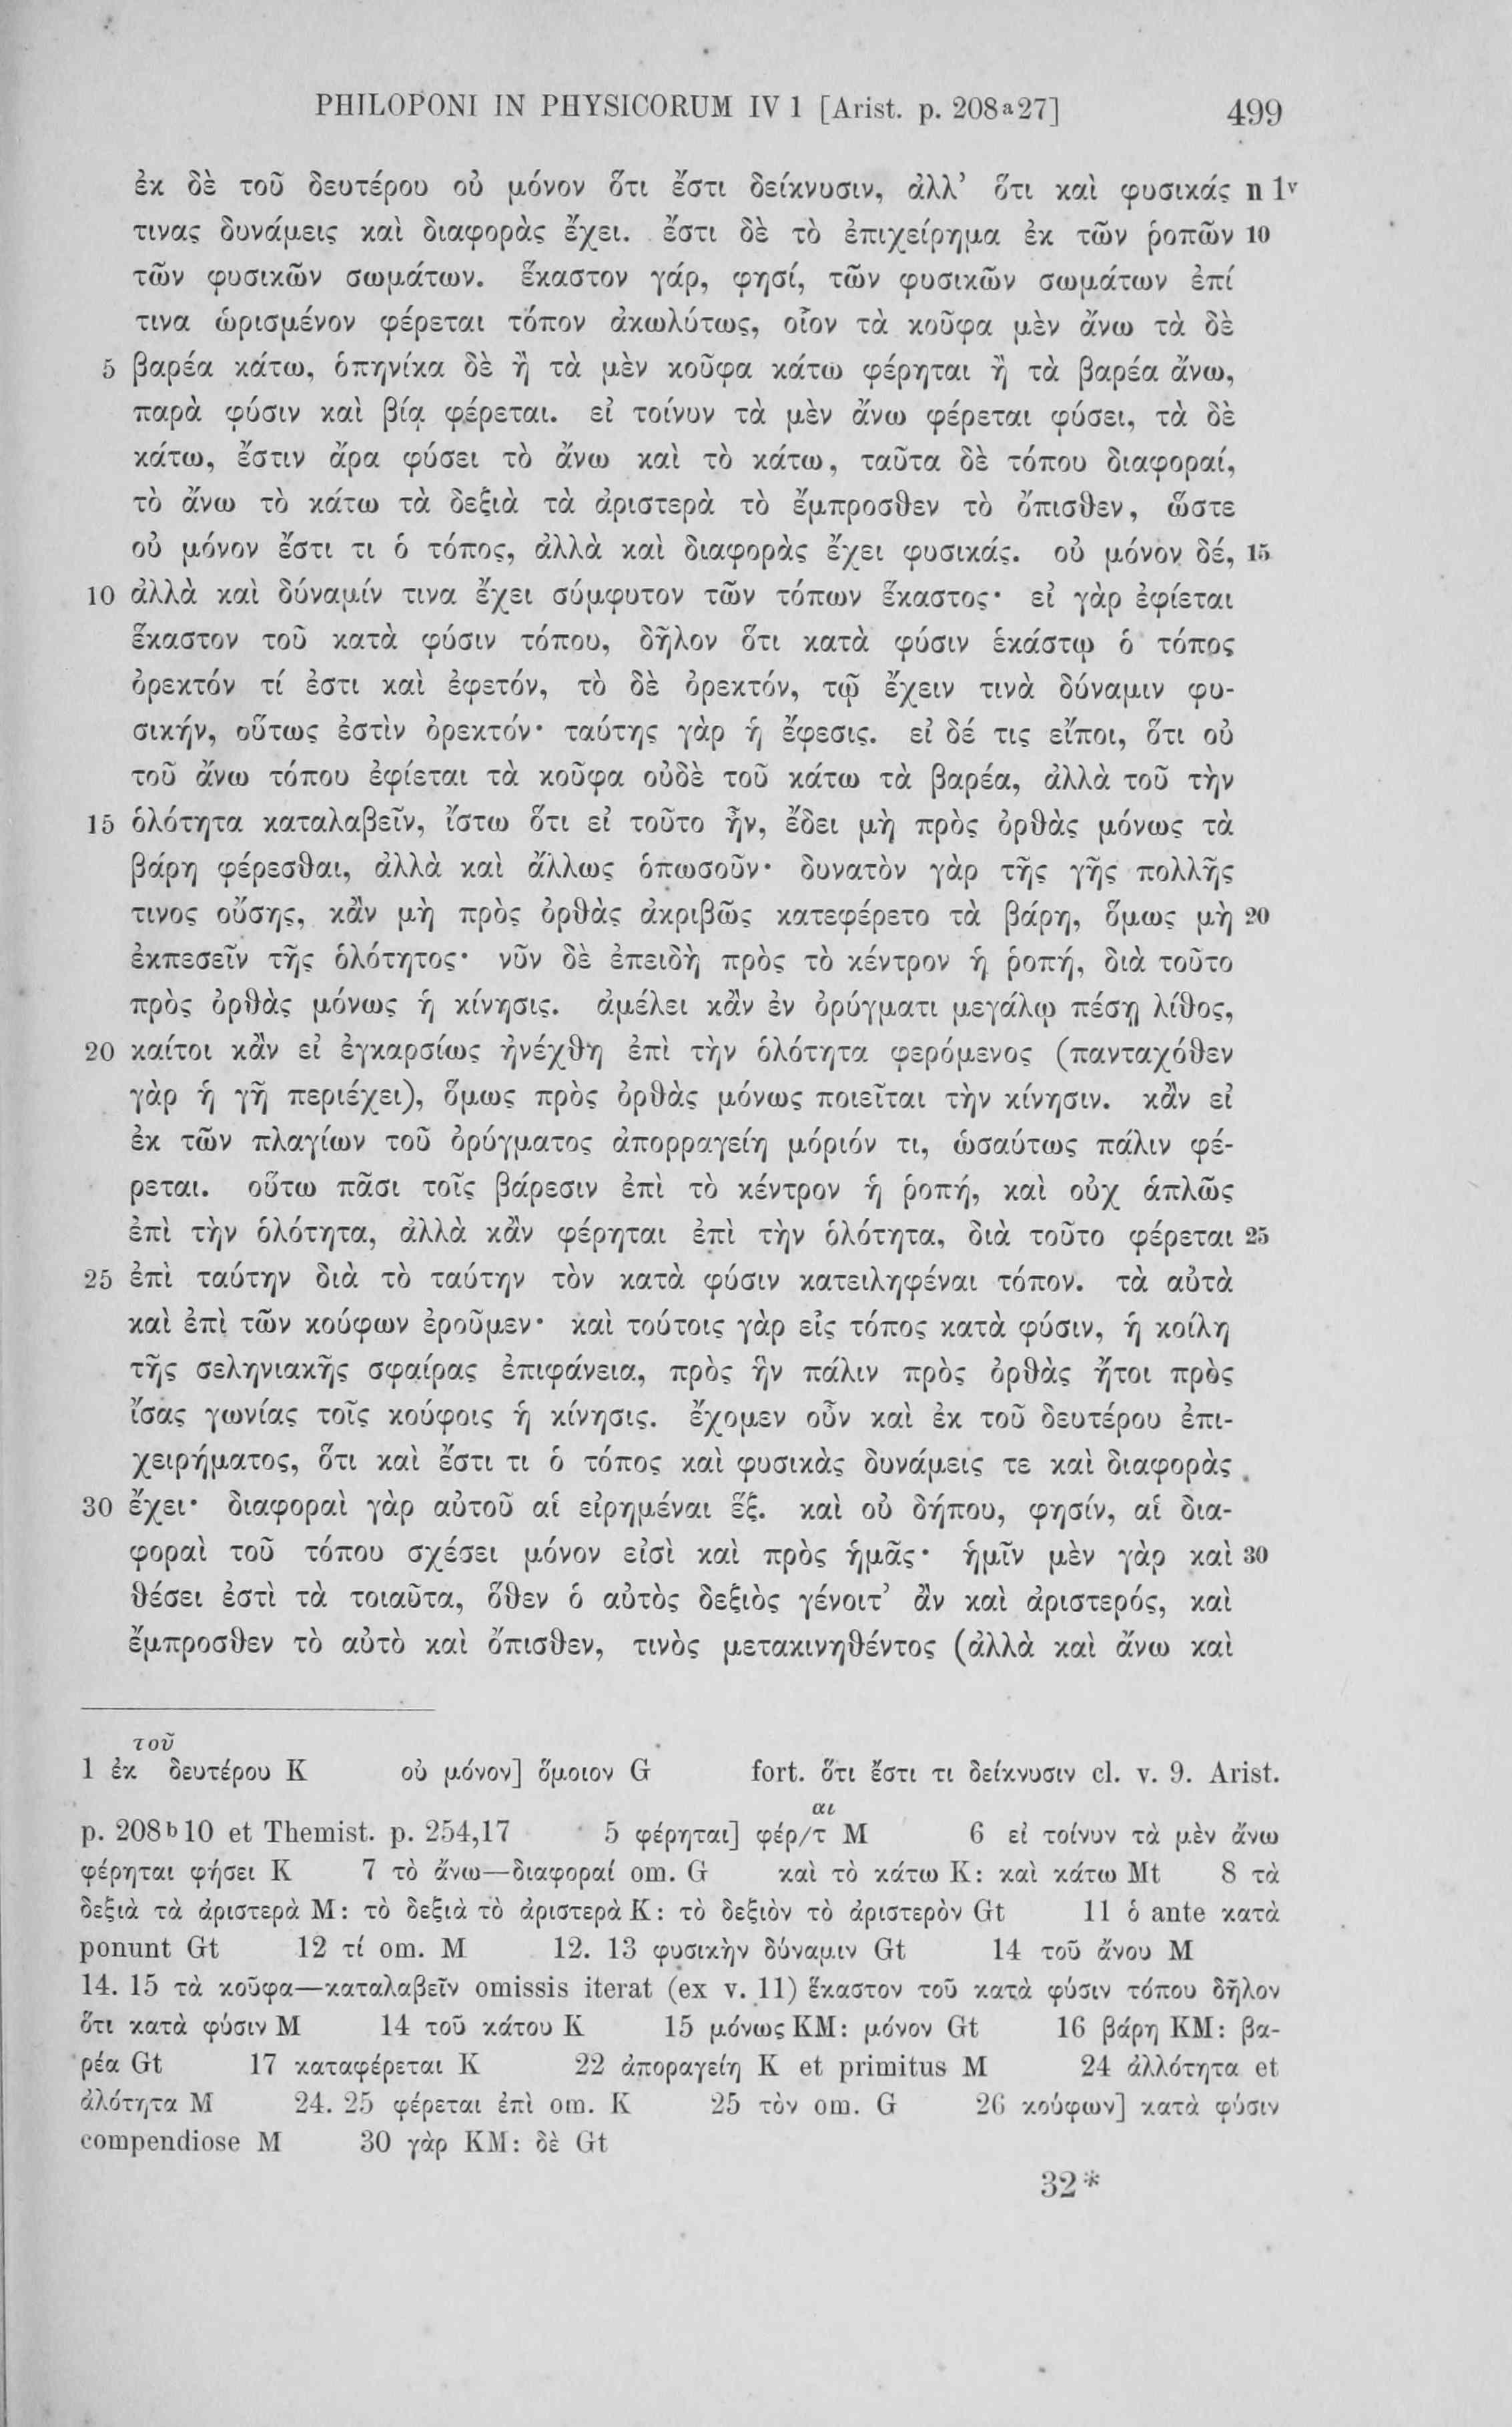 PHILOPONI IN PHYSICORUM IV 1 [Arist. p. 208ᵃ27] 499
ἐκ δὲ τοῦ δευτέρου οὐ μόνον ὅτι ἔστι δείκνυσιν, ἀλλ’ ὅτι καὶ φυσικάς n 1ᵛ
τινας δυνάμεις καὶ διαφορὰς ἔχει. ἔστι δὲ τὸ ἐπιχείρημα ἐκ τῶν ῥοπῶν 10
τῶν φυσικῶν σωμάτων. ἕκαστον γάρ, φησί, τῶν φυσικῶν σωμάτων ἐπί
τινα ὡρισμένον φέρεται τόπον ἀκωλύτως, οἷον τὰ κοῦφα μὲν ἄνω τὰ δὲ
5 βαρέα κάτω, ὁπηνίκα δὲ ἢ τὰ μὲν κοῦφα κάτω φέρηται ἢ τὰ βαρέα ἄνω,
παρὰ φύσιν καὶ βίᾳ φέρεται. εἰ τοίνυν τὰ μὲν ἄνω φέρεται φύσει, τὰ δὲ
κάτω, ἔστιν ἄρα φύσει τὸ ἄνω καὶ τὸ κάτω, ταῦτα δὲ τόπου διαφοραί,
τὸ ἄνω τὸ κάτω τὰ δεξιὰ τὰ ἀριστερὰ τὸ ἔμπροσθεν τὸ ὄπισθεν, ὥστε
οὐ μόνον ἔστι τι ὁ τόπος, ἀλλὰ καὶ διαφορὰς ἔχει φυσικάς. οὐ μόνον δέ, 15
10 ἀλλὰ καὶ δύναμίν τινα ἔχει σύμφυτον τῶν τόπων ἕκαστος· εἰ γὰρ ἐφίεται
ἕκαστον τοῦ κατὰ φύσιν τόπου, δῆλον ὅτι κατὰ φύσιν ἑκάστῳ ὁ τόπος
ὀρεκτόν τί ἐστι καὶ ἐφετόν, τὸ δὲ ὀρεκτόν, τῷ ἔχειν τινὰ δύναμιν φυ-
σικήν, οὕτως ἐστὶν ὀρεκτόν· ταύτης γὰρ ἡ ἔφεσις. εἰ δέ τις εἴποι, ὅτι οὐ
τοῦ ἄνω τόπου ἐφίεται τὰ κοῦφα οὐδὲ τοῦ κάτω τὰ βαρέα, ἀλλὰ τοῦ τὴν
15 ὁλότητα καταλαβεῖν, ἴστω ὅτι εἰ τοῦτο ἦν, ἔδει μὴ πρὸς ὀρθὰς μόνως τὰ
βάρη φέρεσθαι, ἀλλὰ καὶ ἄλλως ὁπωσοῦν· δυνατὸν γὰρ τῆς γῆς πολλῆς
τινος οὔσης, κἂν μὴ πρὸς ὀρθὰς ἀκριβῶς κατεφέρετο τὰ βάρη, ὅμως μὴ 20
ἐκπεσεῖν τῆς ὁλότητος· νῦν δὲ ἐπειδὴ πρὸς τὸ κέντρον ἡ ῥοπή, διὰ τοῦτο
πρὸς ὀρθὰς μόνως ἡ κίνησις. ἀμέλει κἂν ἐν ὀρύγματι μεγάλῳ πέσῃ λίθος,
20 καίτοι κἂν εἰ ἐγκαρσίως ἠνέχθη ἐπὶ τὴν ὁλότητα φερόμενος (πανταχόθεν
γὰρ ἡ γῆ περιέχει), ὅμως πρὸς ὀρθὰς μόνως ποιεῖται τὴν κίνησιν. κἂν εἰ
ἐκ τῶν πλαγίων τοῦ ὀρύγματος ἀπορραγείη μόριόν τι, ὡσαύτως πάλιν φέ-
ρεται. οὕτω πᾶσι τοῖς βάρεσιν ἐπὶ τὸ κέντρον ἡ ῥοπή, καὶ οὐχ ἁπλῶς
ἐπὶ τὴν ὁλότητα, ἀλλὰ κἂν φέρηται ἐπὶ τὴν ὁλότητα, διὰ τοῦτο φέρεται 25
25 ἐπὶ ταύτην διὰ τὸ ταύτην τὸν κατὰ φύσιν κατειληφέναι τόπον. τὰ αὐτὰ
καὶ ἐπὶ τῶν κούφων ἐροῦμεν· καὶ τούτοις γὰρ εἷς τόπος κατὰ φύσιν, ἡ κοίλη
τῆς σεληνιακῆς σφαίρας ἐπιφάνεια, πρὸς ἣν πάλιν πρὸς ὀρθὰς ἤτοι πρὸς
ἴσας γωνίας τοῖς κούφοις ἡ κίνησις. ἔχομεν οὖν καὶ ἐκ τοῦ δευτέρου ἐπι-
χειρήματος, ὅτι καὶ ἔστι τι ὁ τόπος καὶ φυσικὰς δυνάμεις τε καὶ διαφορὰς
30 ἔχει· διαφοραὶ γὰρ αὐτοῦ αἱ εἰρημέναι ἕξ. καὶ οὐ δήπου, φησίν, αἱ δια-
φοραὶ τοῦ τόπου σχέσει μόνον εἰσὶ καὶ πρὸς ἡμᾶς· ἡμῖν μὲν γὰρ καὶ 30
θέσει ἐστὶ τὰ τοιαῦτα, ὅθεν ὁ αὐτὸς δεξιὸς γένοιτ’ ἂν καὶ ἀριστερός, καὶ
ἔμπροσθεν τὸ αὐτὸ καὶ ὄπισθεν, τινὸς μετακινηθέντος (ἀλλὰ καὶ ἄνω καὶ
τοῦ
1 ἐκ δευτέρου K οὐ μόνον] ὅμοιον G fort. ὅτι ἔστι τι δείκνυσιν cl. v. 9. Arist.
αι
p. 208ᵇ10 et Themist. p. 254,17 5 φέρηται] φέρ/τ M 6 εἰ τοίνυν τὰ μὲν ἄνω
φέρηται φήσει K 7 τὸ ἄνω—διαφοραί om. G καὶ τὸ κάτω K: καὶ κάτω Mt 8 τὰ
δεξιὰ τὰ ἀριστερὰ M: τὸ δεξιὰ τὸ ἀριστερὰ K: τὸ δεξιὸν τὸ ἀριστερὸν Gt 11 ὁ ante κατὰ
ponunt Gt 12 τί om. M 12. 13 φυσικὴν δύναμιν Gt 14 τοῦ ἄνου M
14. 15 τὰ κοῦφα—καταλαβεῖν omissis iterat (ex v. 11) ἕκαστον τοῦ κατὰ φύσιν τόπου δῆλον
ὅτι κατὰ φύσιν M 14 τοῦ κάτου K 15 μόνως KM: μόνον Gt 16 βάρη KM: βα-
ρέα Gt 17 καταφέρεται K 22 ἀποραγείη K et primitus M 24 ἀλλότητα et
ἀλότητα M 24. 25 φέρεται ἐπὶ om. K 25 τὸν om. G 26 κούφων] κατὰ φύσιν
compendiose M 30 γὰρ KM: δὲ Gt
32*